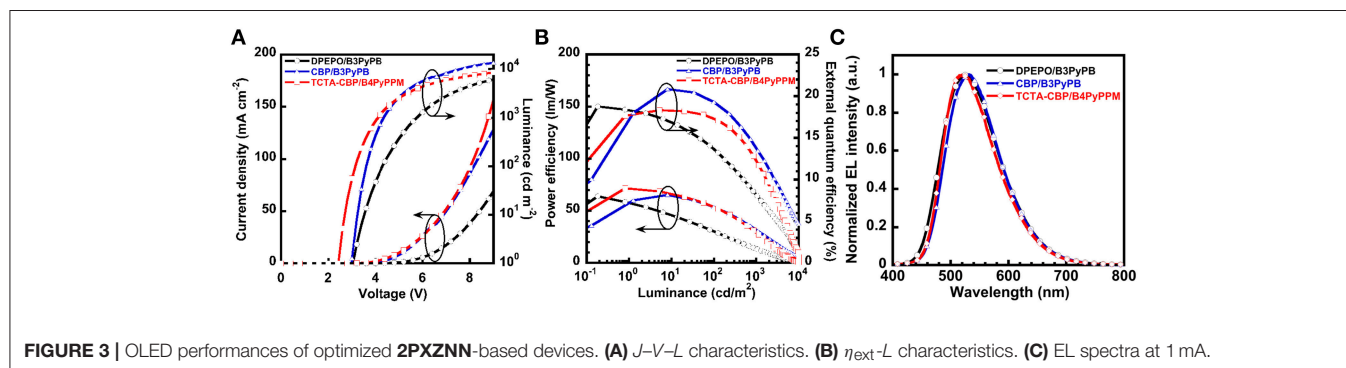 A
200
150
100
50
0
Current density (mA cm⁻²)
DPEPO/B3PyPB
CBP/B3PyPB
TCTA-CBP/B4PyPPM
10⁴
10³
10²
10¹
10⁰
Luminance (cd m⁻²)
0 2 4 6 8
Voltage (V)
B
200
150
100
50
0
Power efficiency (lm/W)
DPEPO/B3PyPB
CBP/B3PyPB
TCTA-CBP/B4PyPPM
25
20
15
10
5
0
External quantum efficiency (%)
10⁻¹ 10⁰ 10¹ 10² 10³ 10⁴
Luminance (cd/m²)
C
1
0.8
0.6
0.4
0.2
0
Normalized EL intensity (a.u.)
DPEPO/B3PyPB
CBP/B3PyPB
TCTA-CBP/B4PyPPM
400 500 600 700 800
Wavelength (nm)
FIGURE 3 | OLED performances of optimized 2PXZNN-based devices. (A) J–V–L characteristics. (B) ηext-L characteristics. (C) EL spectra at 1 mA.